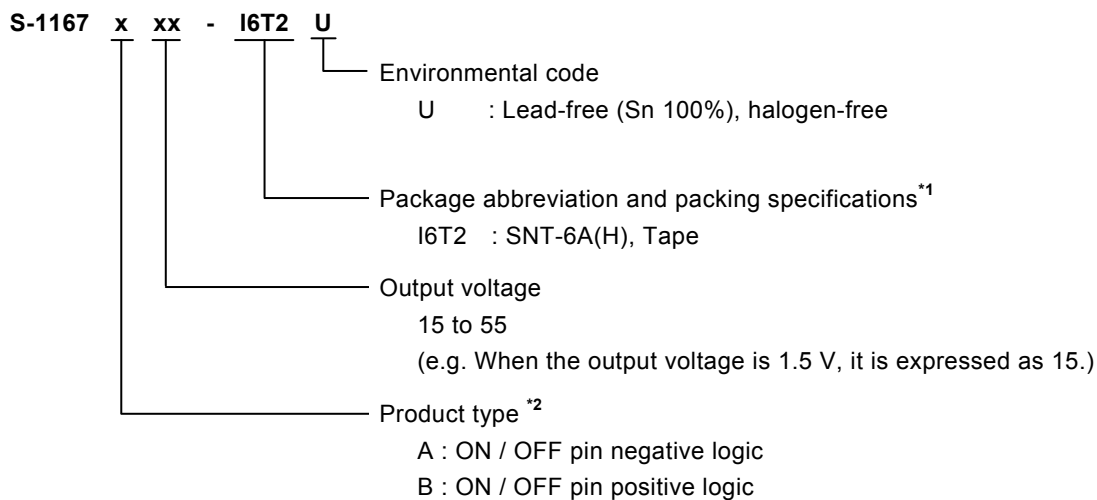 S-1167 x xx - I6T2 U
Environmental code
U : Lead-free (Sn 100%), halogen-free
Package abbreviation and packing specifications*1
I6T2 : SNT-6A(H), Tape
Output voltage
15 to 55
(e.g. When the output voltage is 1.5 V, it is expressed as 15.)
Product type *2
A : ON / OFF pin negative logic
B : ON / OFF pin positive logic